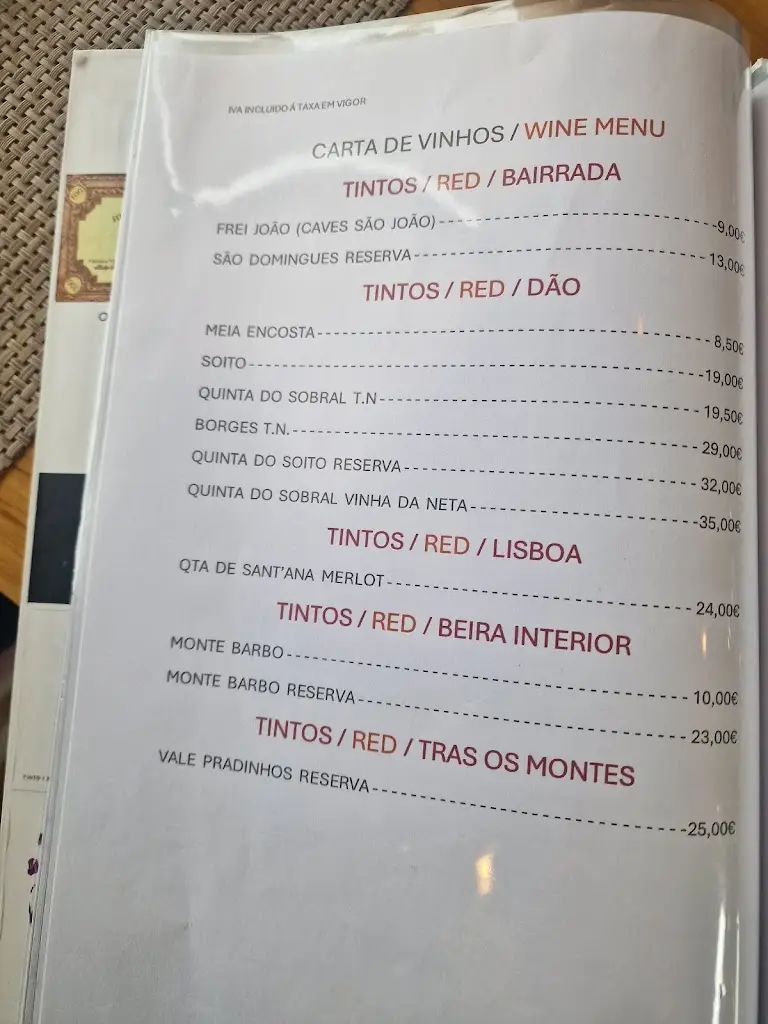 IVA INCLUIDO Á TAXA EM VIGOR
CARTA DE VINHOS / WINE MENU
TINTOS / RED / BAIRRADA
FREI JOÃO (CAVES SÃO JOÃO)----------------------------9,00€
SÃO DOMINGUES RESERVA------------------------------ 13,00€
TINTOS / RED / DÃO
MEIA ENCOSTA--------------------------------------------- 8,50€
SOITO-----------------------------------------------------19,00€
QUINTA DO SOBRAL T.N----------------------------------- 19,50€
BORGES T.N.---------------------------------------------- 29,00€
QUINTA DO SOITO RESERVA-------------------------------- 32,00€
QUINTA DO SOBRAL VINHA DA NETA-------------------------35,00€
TINTOS / RED / LISBOA
QTA DE SANT'ANA MERLOT---------------------------------- 24,00€
TINTOS / RED / BEIRA INTERIOR
MONTE BARBO--------------------------------------------- 10,00€
MONTE BARBO RESERVA------------------------------------ 23,00€
TINTOS / RED / TRAS OS MONTES
VALE PRADINHOS RESERVA----------------------------------25,00€